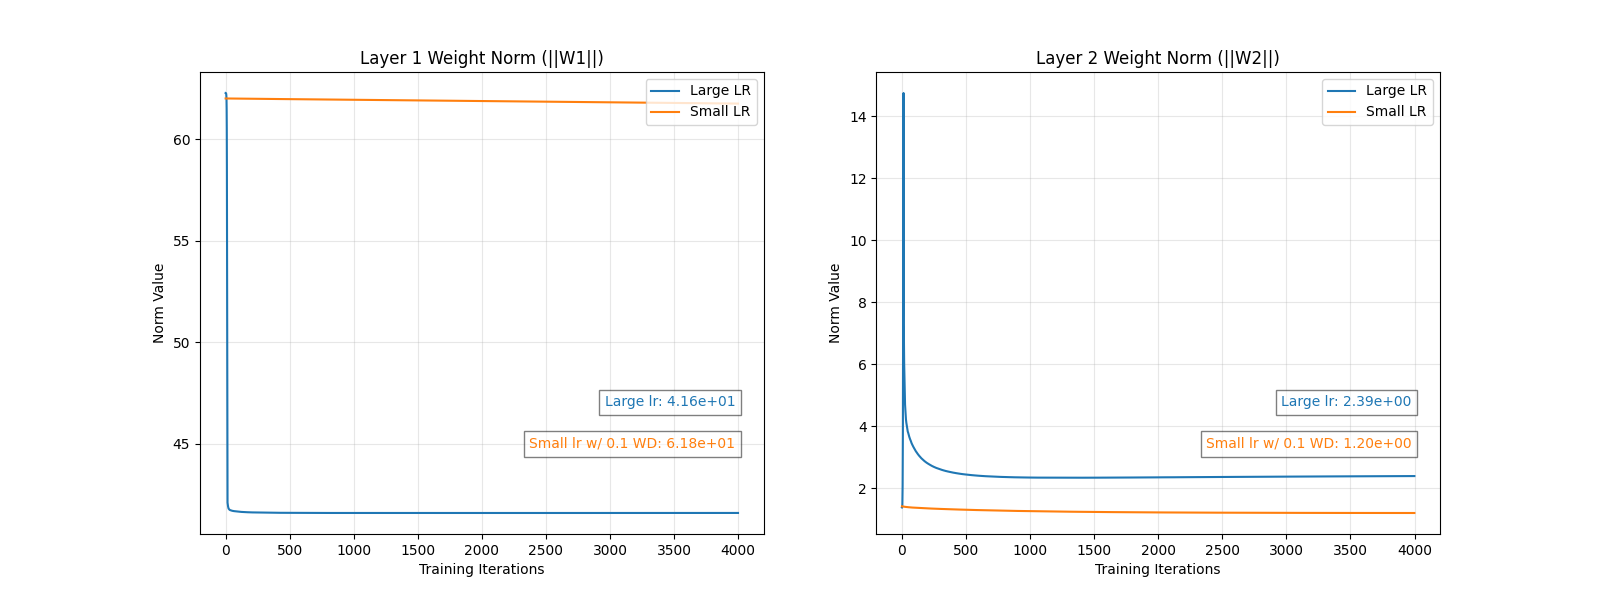 Layer 1 Weight Norm (||W1||)
Norm Value
60
55
50
45
Large LR
Small LR
Large lr: 4.16e+01
Small lr w/ 0.1 WD: 6.18e+01
0 500 1000 1500 2000 2500 3000 3500 4000
Training Iterations
Layer 2 Weight Norm (||W2||)
Norm Value
14
12
10
8
6
4
2
Large LR
Small LR
Large lr: 2.39e+00
Small lr w/ 0.1 WD: 1.20e+00
0 500 1000 1500 2000 2500 3000 3500 4000
Training Iterations